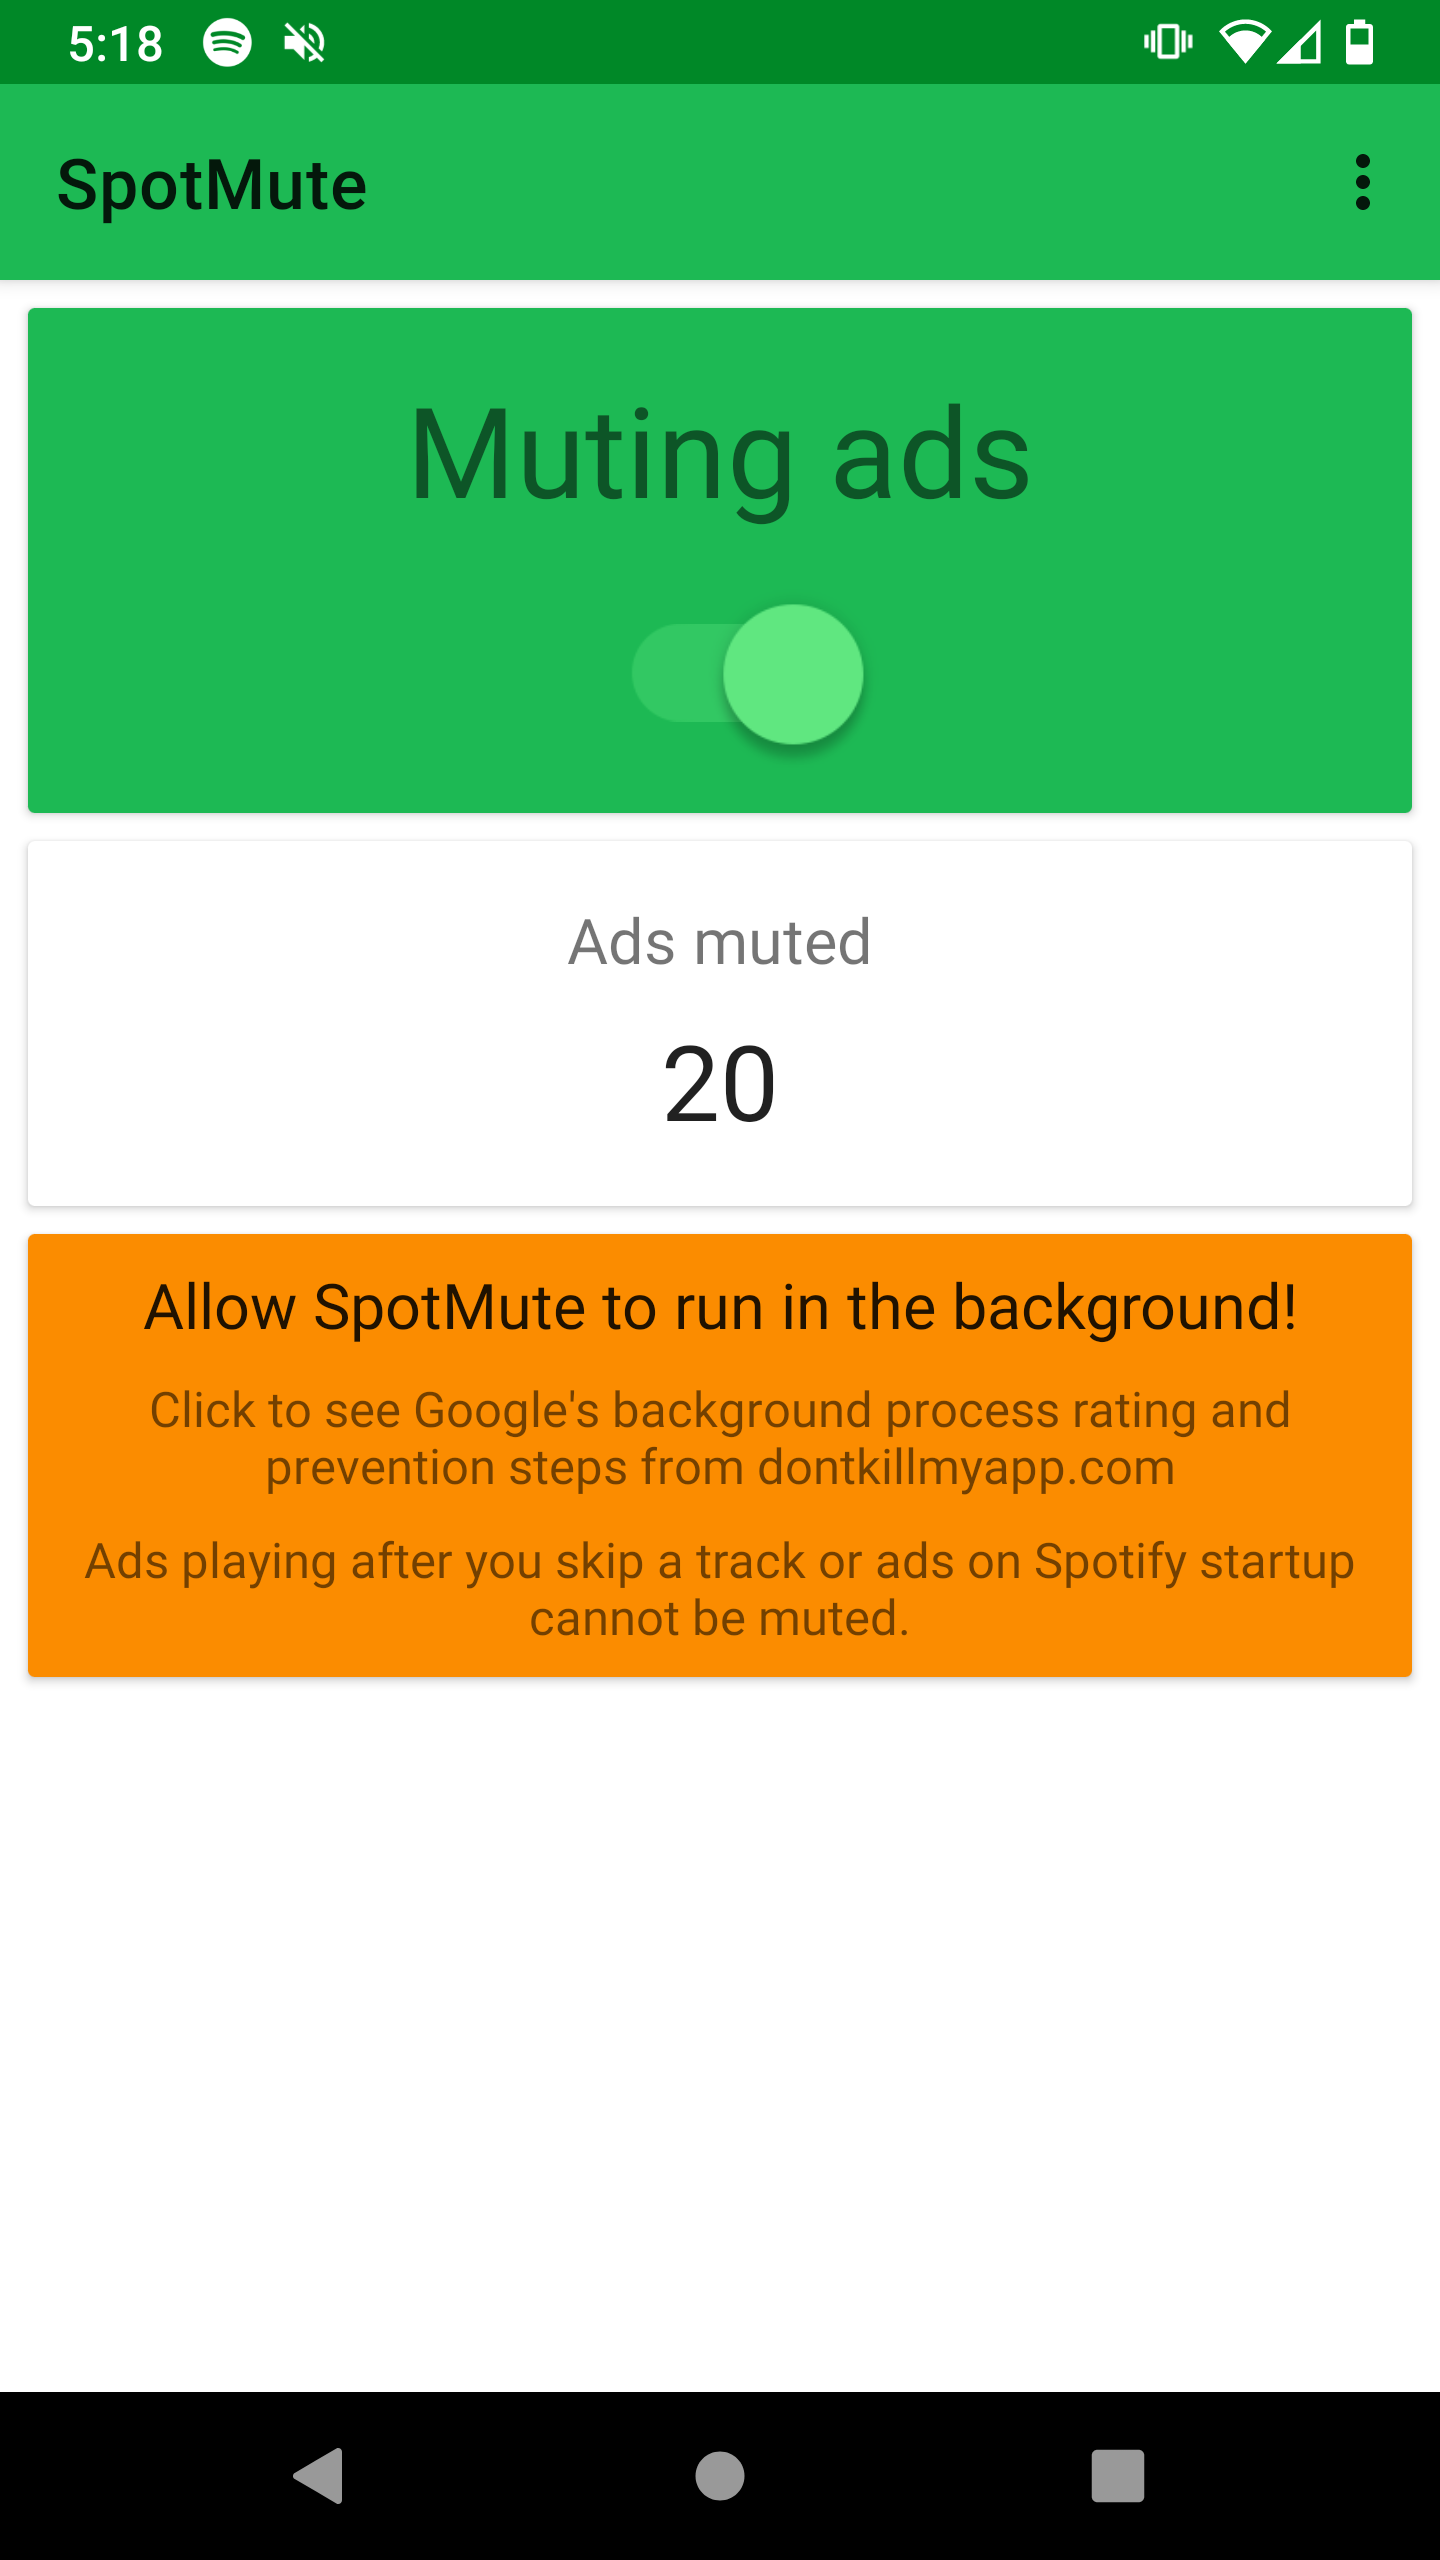 5:18
SpotMute
Muting ads
Ads muted
20
Allow SpotMute to run in the background!
Click to see Google's background process rating and
prevention steps from dontkillmyapp.com
Ads playing after you skip a track or ads on Spotify startup
cannot be muted.